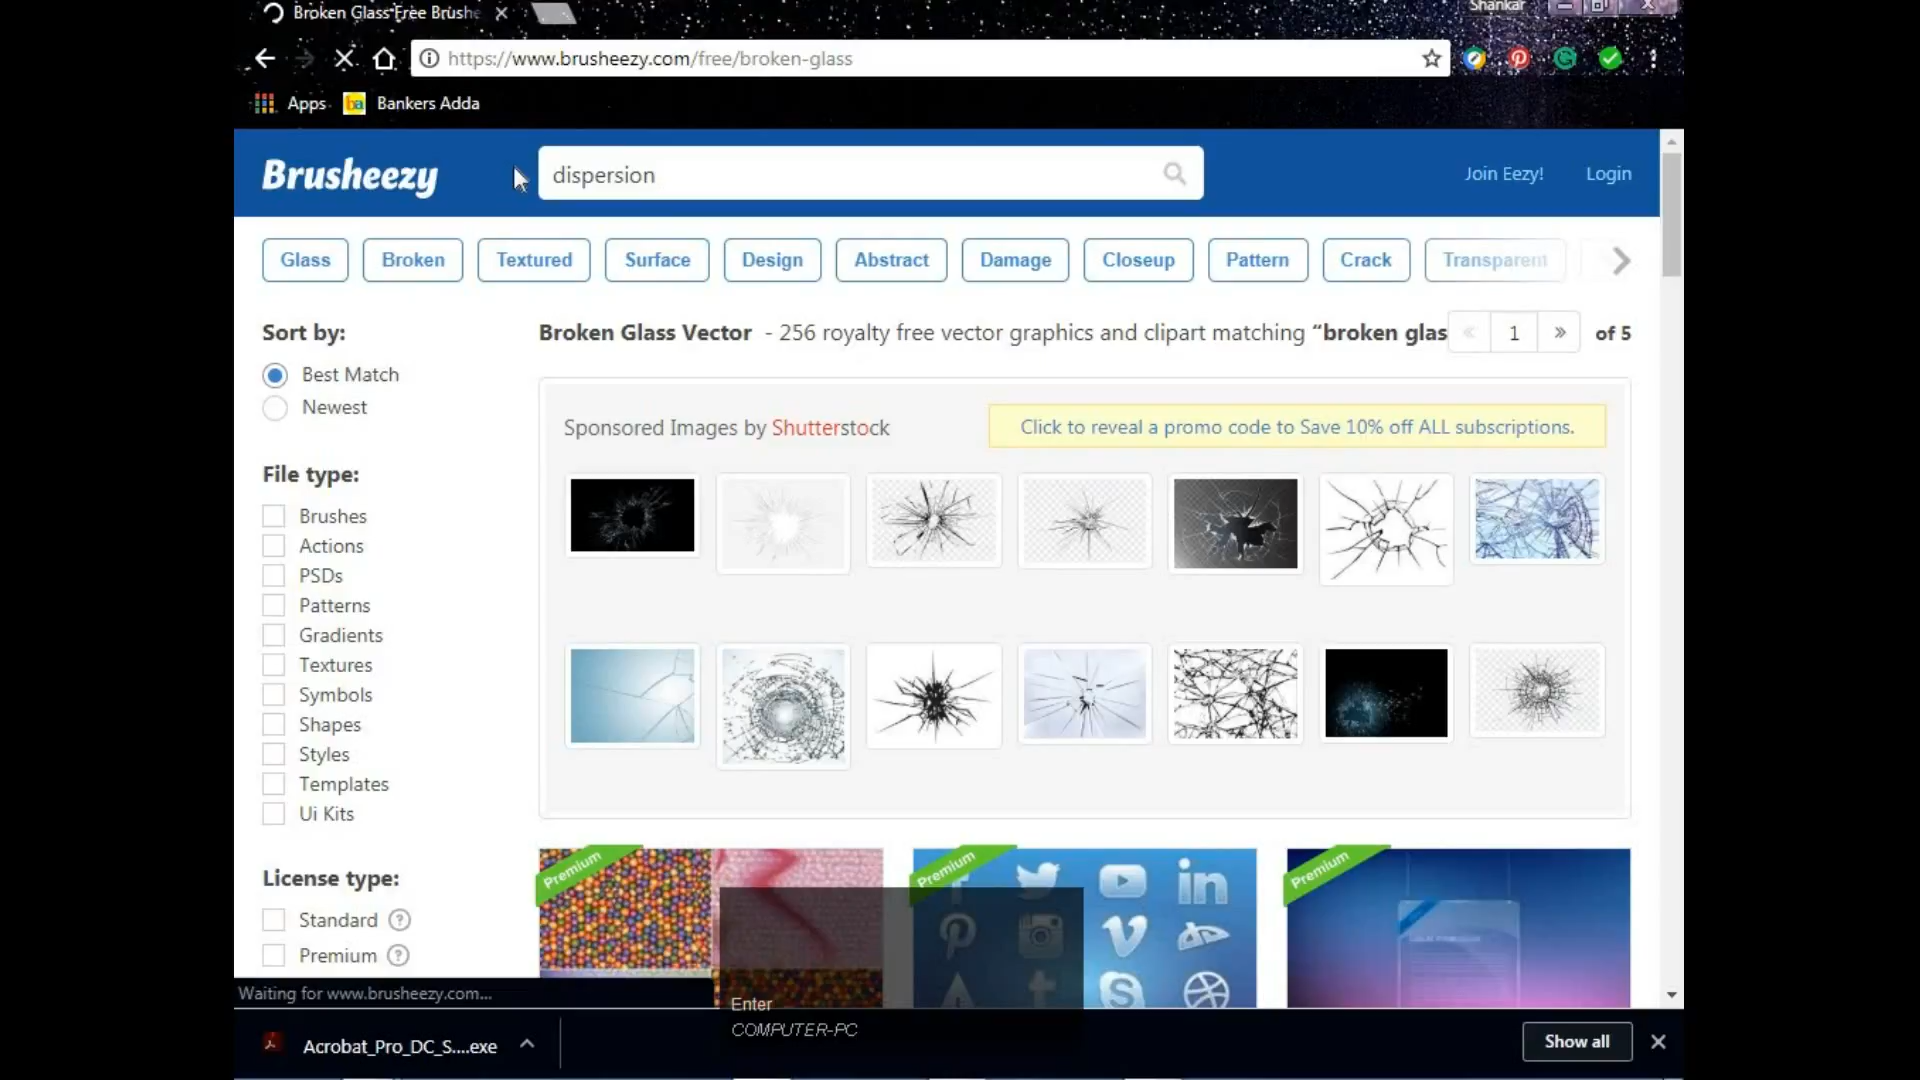 Broken Glass Free Brushe
Shankar
https://www.brusheezy.com/free/broken-glass
Apps
ba
Bankers Adda
Brusheezy
dispersion
Join Eezy!
Login
Glass
Broken
Textured
Surface
Design
Abstract
Damage
Closeup
Pattern
Crack
Transparent
Sort by:
Best Match
Newest
Broken Glass Vector - 256 royalty free vector graphics and clipart matching “broken glas
« 1 » of 5
Sponsored Images by Shutterstock
Click to reveal a promo code to Save 10% off ALL subscriptions.
File type:
Brushes
Actions
PSDs
Patterns
Gradients
Textures
Symbols
Shapes
Styles
Templates
Ui Kits
License type:
Standard ?
Premium ?
Premium
Premium
Premium
Waiting for www.brusheezy.com...
Enter
COMPUTER-PC
Acrobat_Pro_DC_S....exe
Show all